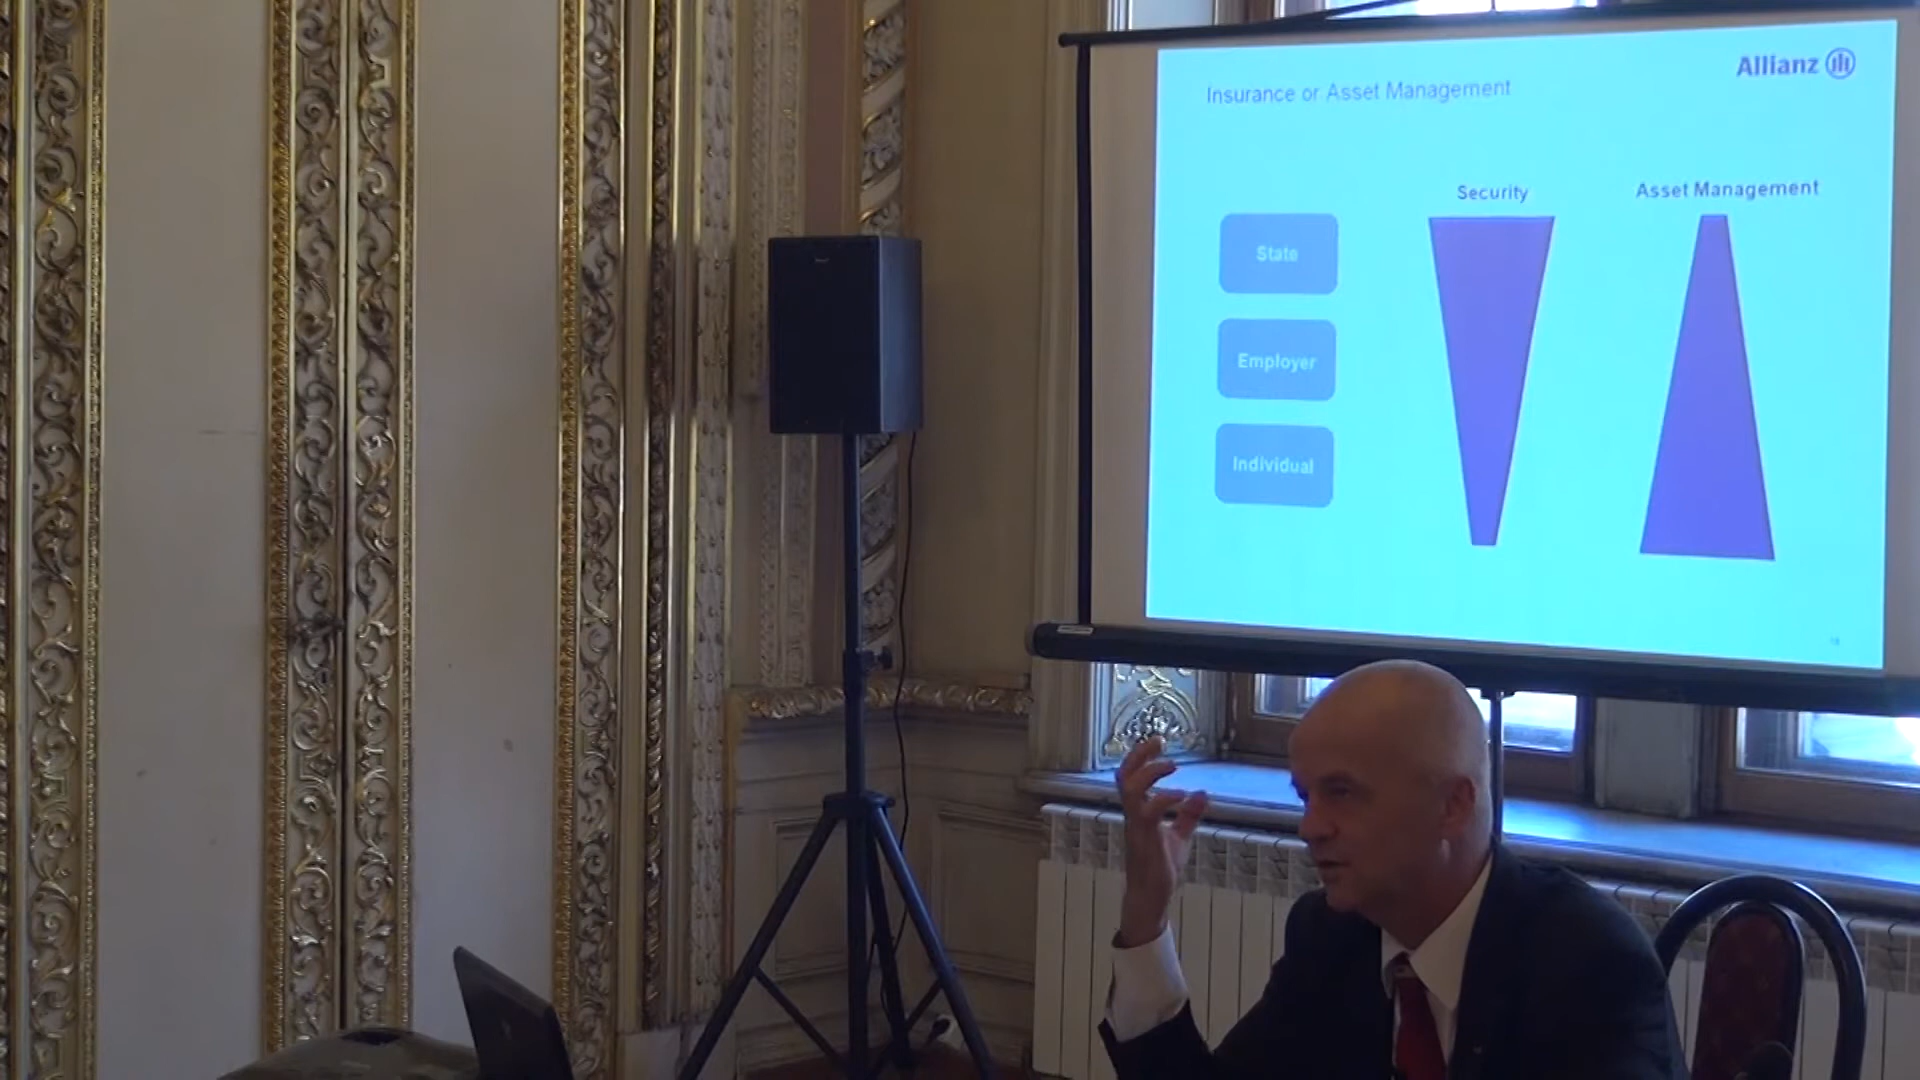 Allianz
Insurance or Asset Management
Security
Asset Management
State
Employer
Individual